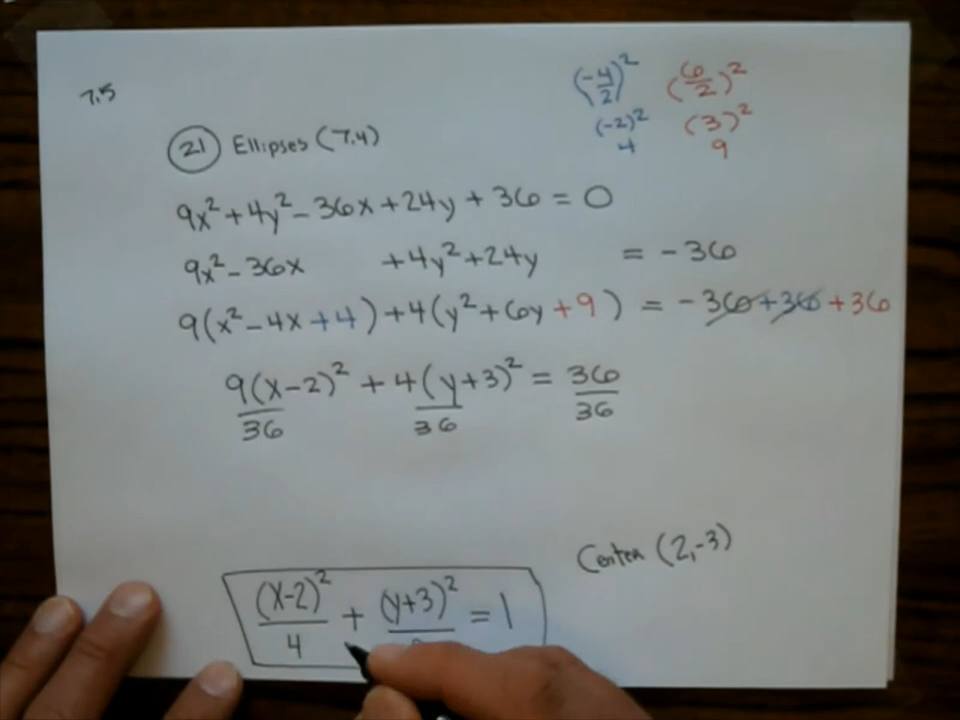 7.5
(-4/2)² (6/2)²
(-2)² (3)²
4 9
21 Ellipses (7.4)
9x² + 4y² - 36x + 24y + 36 = 0
9x² - 36x + 4y² + 24y = -36
9(x² - 4x + 4) + 4(y² + 6y + 9) = -36 + 36 + 36
9(x-2)²/36 + 4(y+3)²/36 = 36/36
Center (2,-3)
(x-2)²/4 + (y+3)²/ = 1